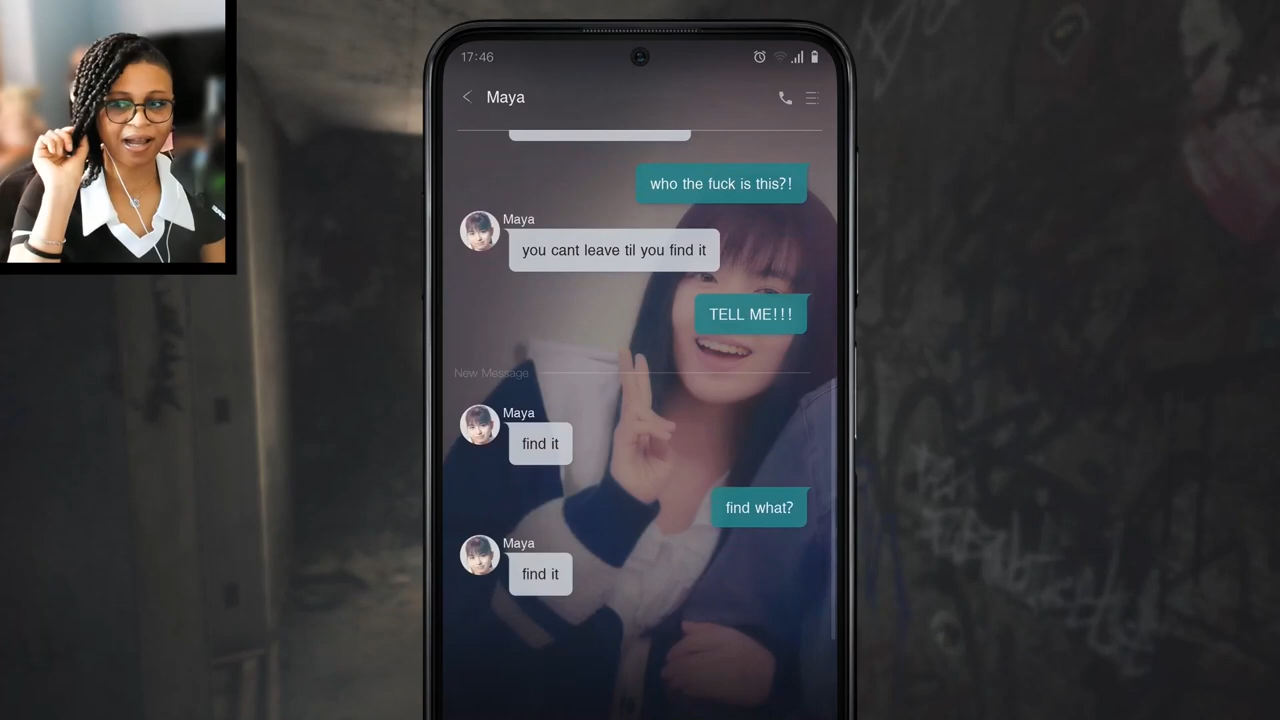 17:46
Maya
who the fuck is this?!
Maya
you cant leave til you find it
TELL ME!!!
New Message
Maya
find it
find what?
Maya
find it